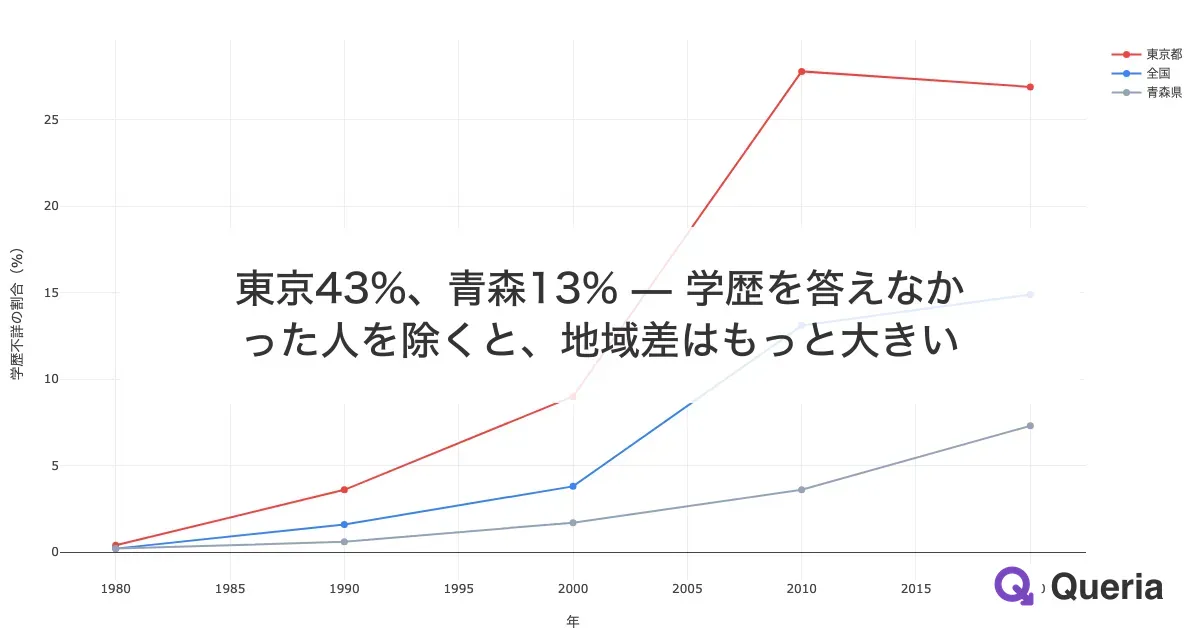 東京都
全国
青森県
25
20
15
10
5
0
学歴不詳の割合（%）
東京43%、青森13% — 学歴を答えなか
った人を除くと、地域差はもっと大きい
1980 1985 1990 1995 2000 2005 2010 2015
年
Queria